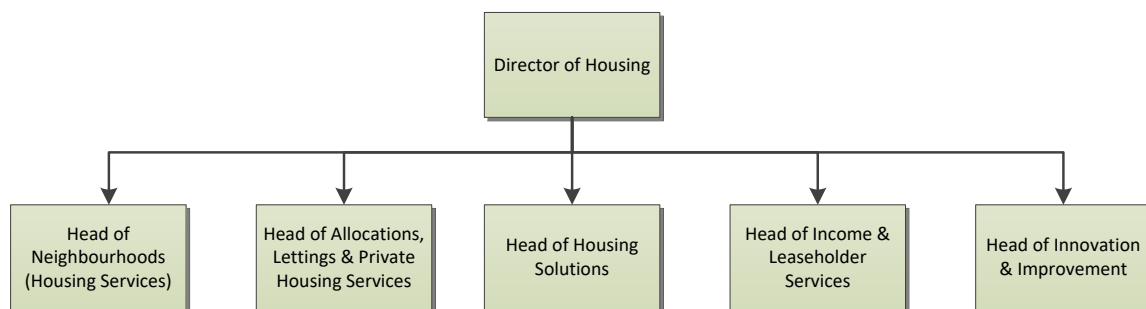 Director of Housing
Head of
Neighbourhoods
(Housing Services)
Head of Allocations,
Lettings & Private
Housing Services
Head of Housing
Solutions
Head of Income &
Leaseholder
Services
Head of Innovation
& Improvement